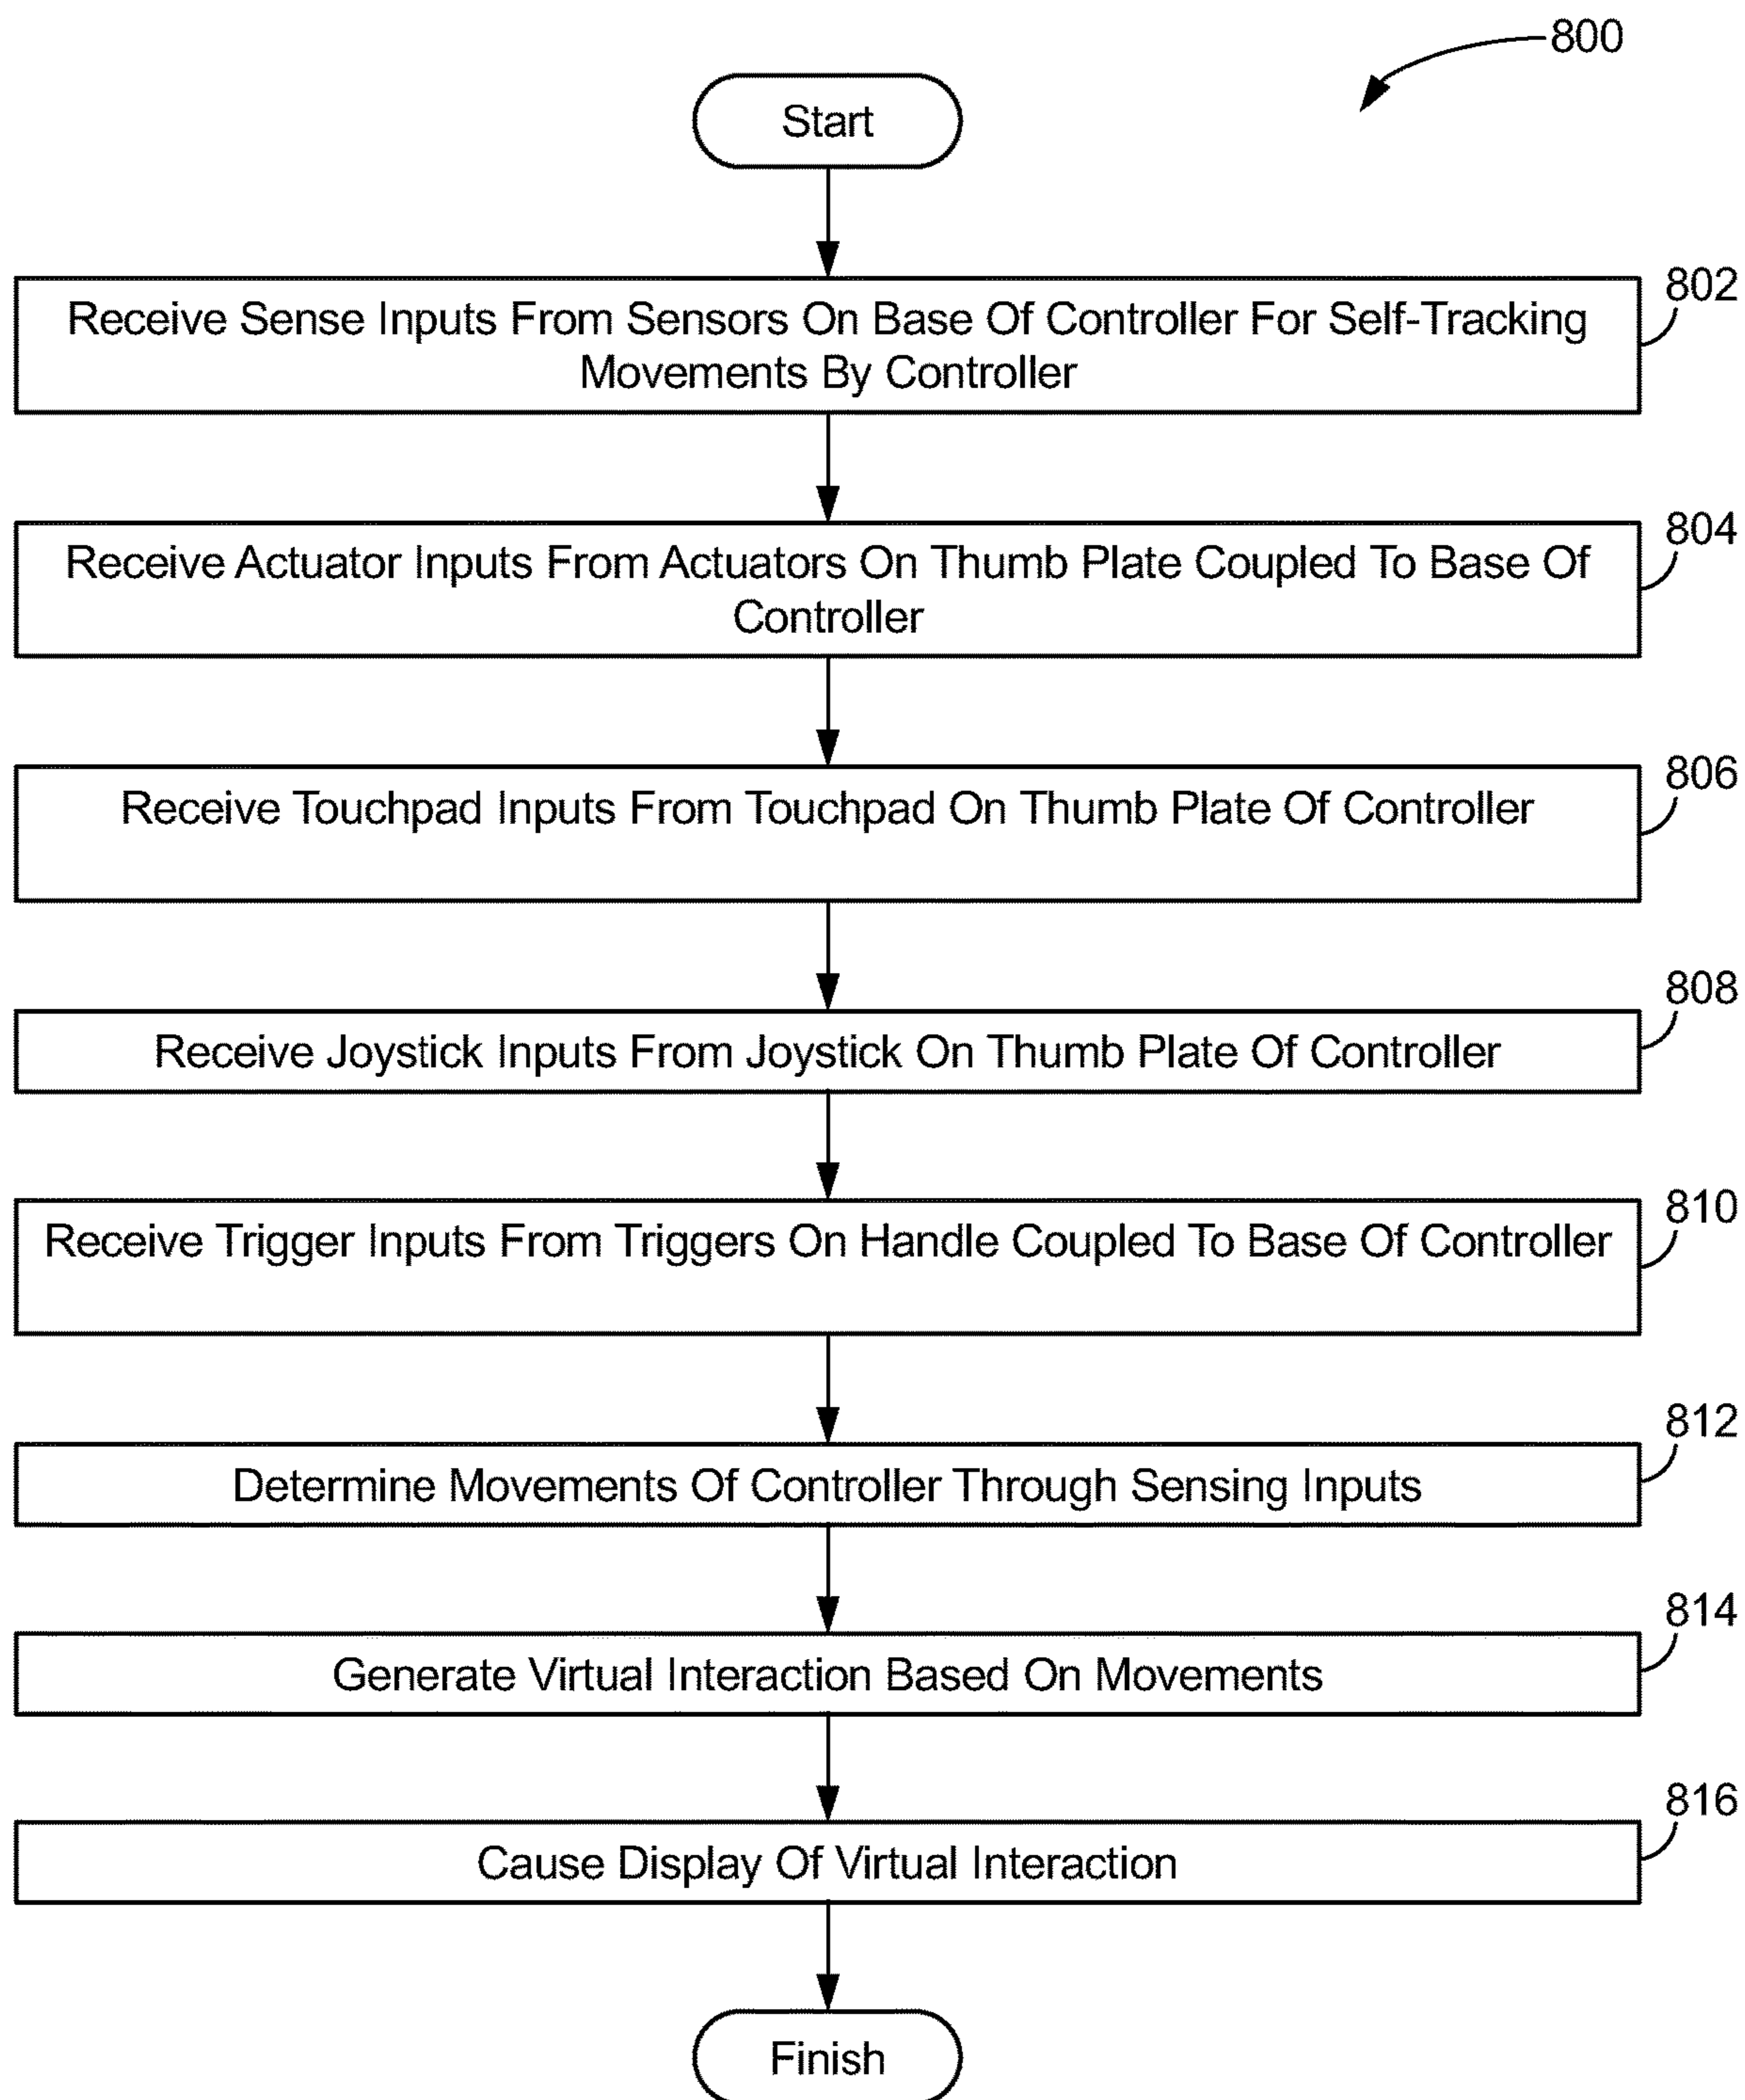 800
Start
802
Receive Sense Inputs From Sensors On Base Of Controller For Self-Tracking
Movements By Controller
804
Receive Actuator Inputs From Actuators On Thumb Plate Coupled To Base Of
Controller
806
Receive Touchpad Inputs From Touchpad On Thumb Plate Of Controller
808
Receive Joystick Inputs From Joystick On Thumb Plate Of Controller
810
Receive Trigger Inputs From Triggers On Handle Coupled To Base Of Controller
812
Determine Movements Of Controller Through Sensing Inputs
814
Generate Virtual Interaction Based On Movements
816
Cause Display Of Virtual Interaction
Finish